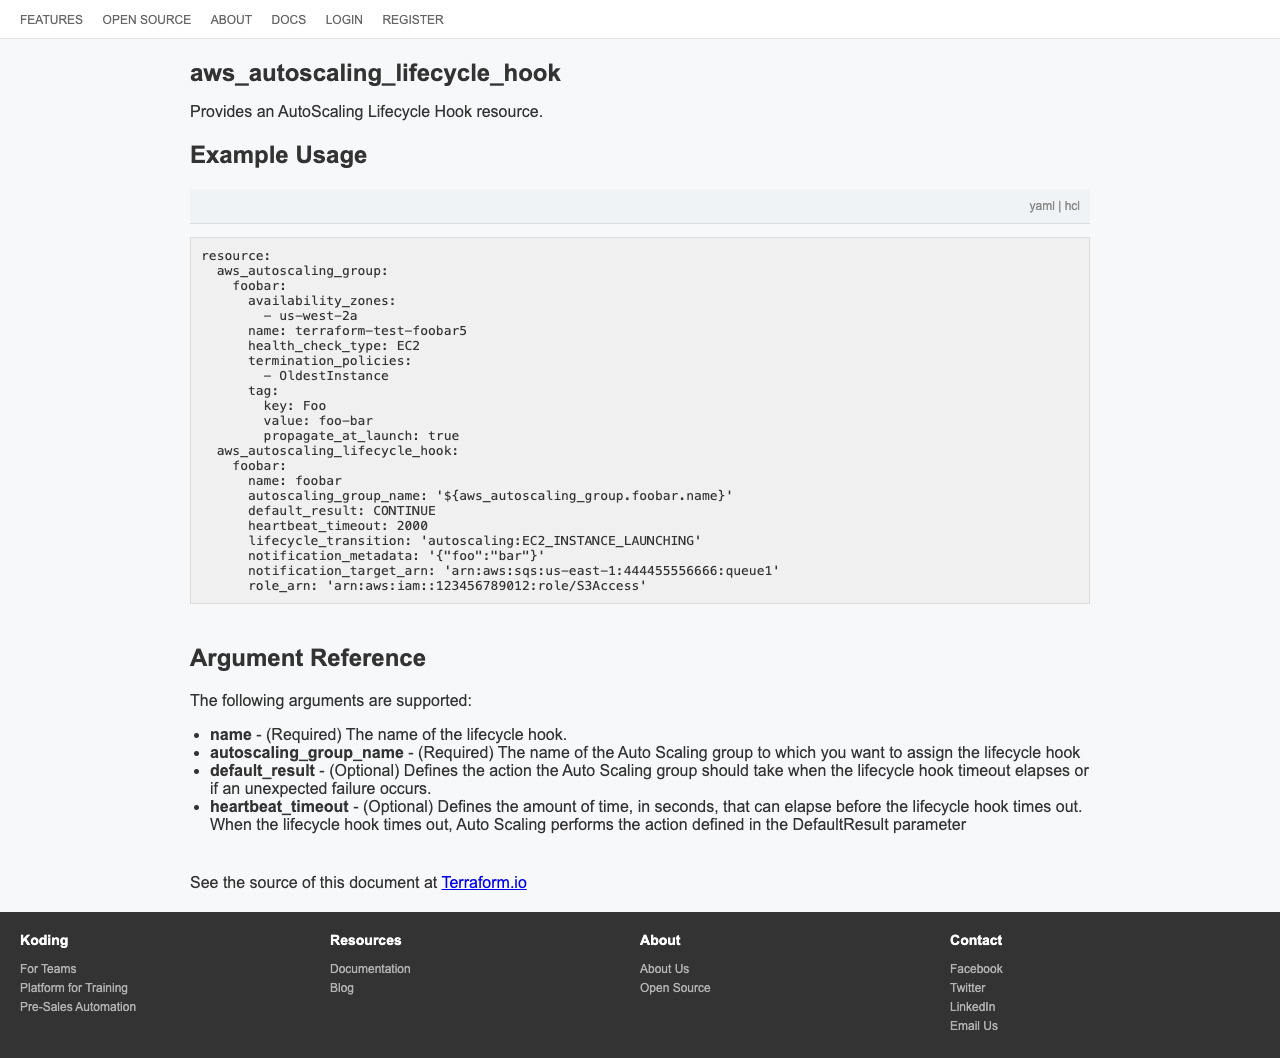 FEATURES OPEN SOURCE ABOUT DOCS LOGIN REGISTER
aws_autoscaling_lifecycle_hook
Provides an AutoScaling Lifecycle Hook resource.
Example Usage
yaml | hcl
resource:
  aws_autoscaling_group:
    foobar:
      availability_zones:
        - us-west-2a
      name: terraform-test-foobar5
      health_check_type: EC2
      termination_policies:
        - OldestInstance
      tag:
        key: Foo
        value: foo-bar
        propagate_at_launch: true
  aws_autoscaling_lifecycle_hook:
    foobar:
      name: foobar
      autoscaling_group_name: '${aws_autoscaling_group.foobar.name}'
      default_result: CONTINUE
      heartbeat_timeout: 2000
      lifecycle_transition: 'autoscaling:EC2_INSTANCE_LAUNCHING'
      notification_metadata: '{"foo":"bar"}'
      notification_target_arn: 'arn:aws:sqs:us-east-1:444455556666:queue1'
      role_arn: 'arn:aws:iam::123456789012:role/S3Access'
Argument Reference
The following arguments are supported:
• name - (Required) The name of the lifecycle hook.
• autoscaling_group_name - (Required) The name of the Auto Scaling group to which you want to assign the lifecycle hook
• default_result - (Optional) Defines the action the Auto Scaling group should take when the lifecycle hook timeout elapses or
if an unexpected failure occurs.
• heartbeat_timeout - (Optional) Defines the amount of time, in seconds, that can elapse before the lifecycle hook times out.
When the lifecycle hook times out, Auto Scaling performs the action defined in the DefaultResult parameter
See the source of this document at Terraform.io
Koding
For Teams
Platform for Training
Pre-Sales Automation
Resources
Documentation
Blog
About
About Us
Open Source
Contact
Facebook
Twitter
LinkedIn
Email Us